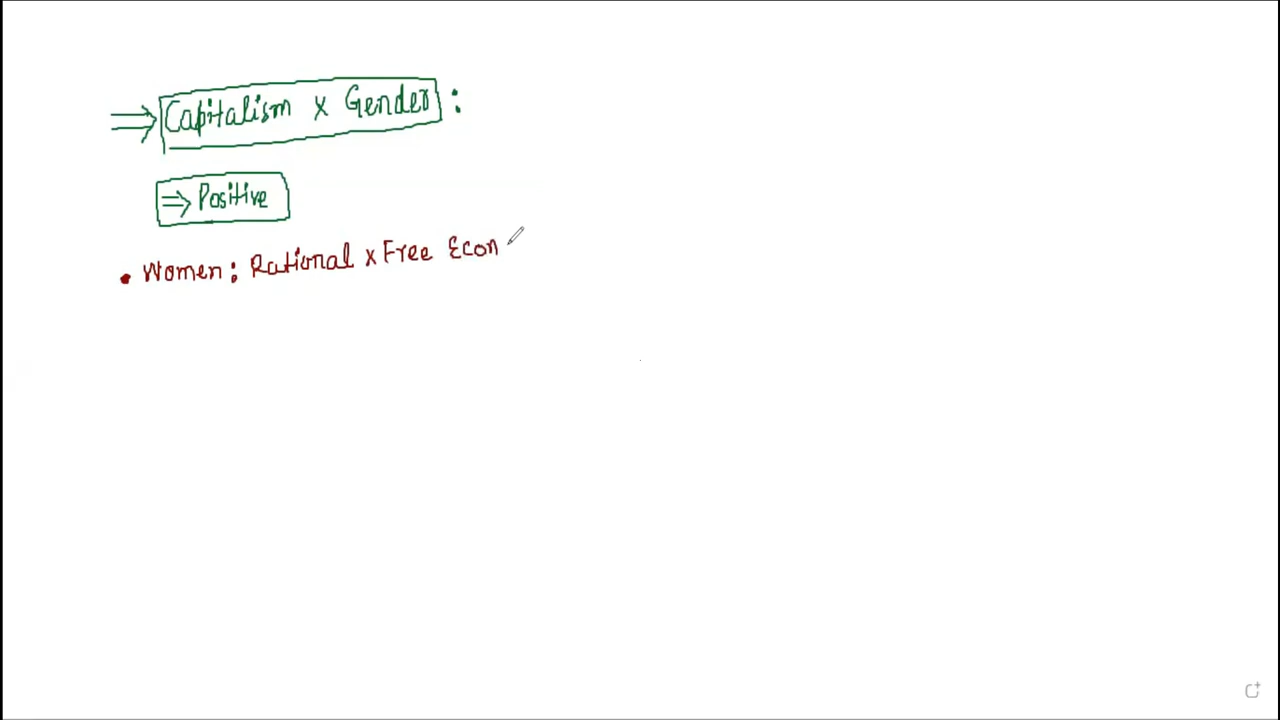 ⇒ Capitalism x Gender :
⇒ Positive
• Women : Rational x Free Econ